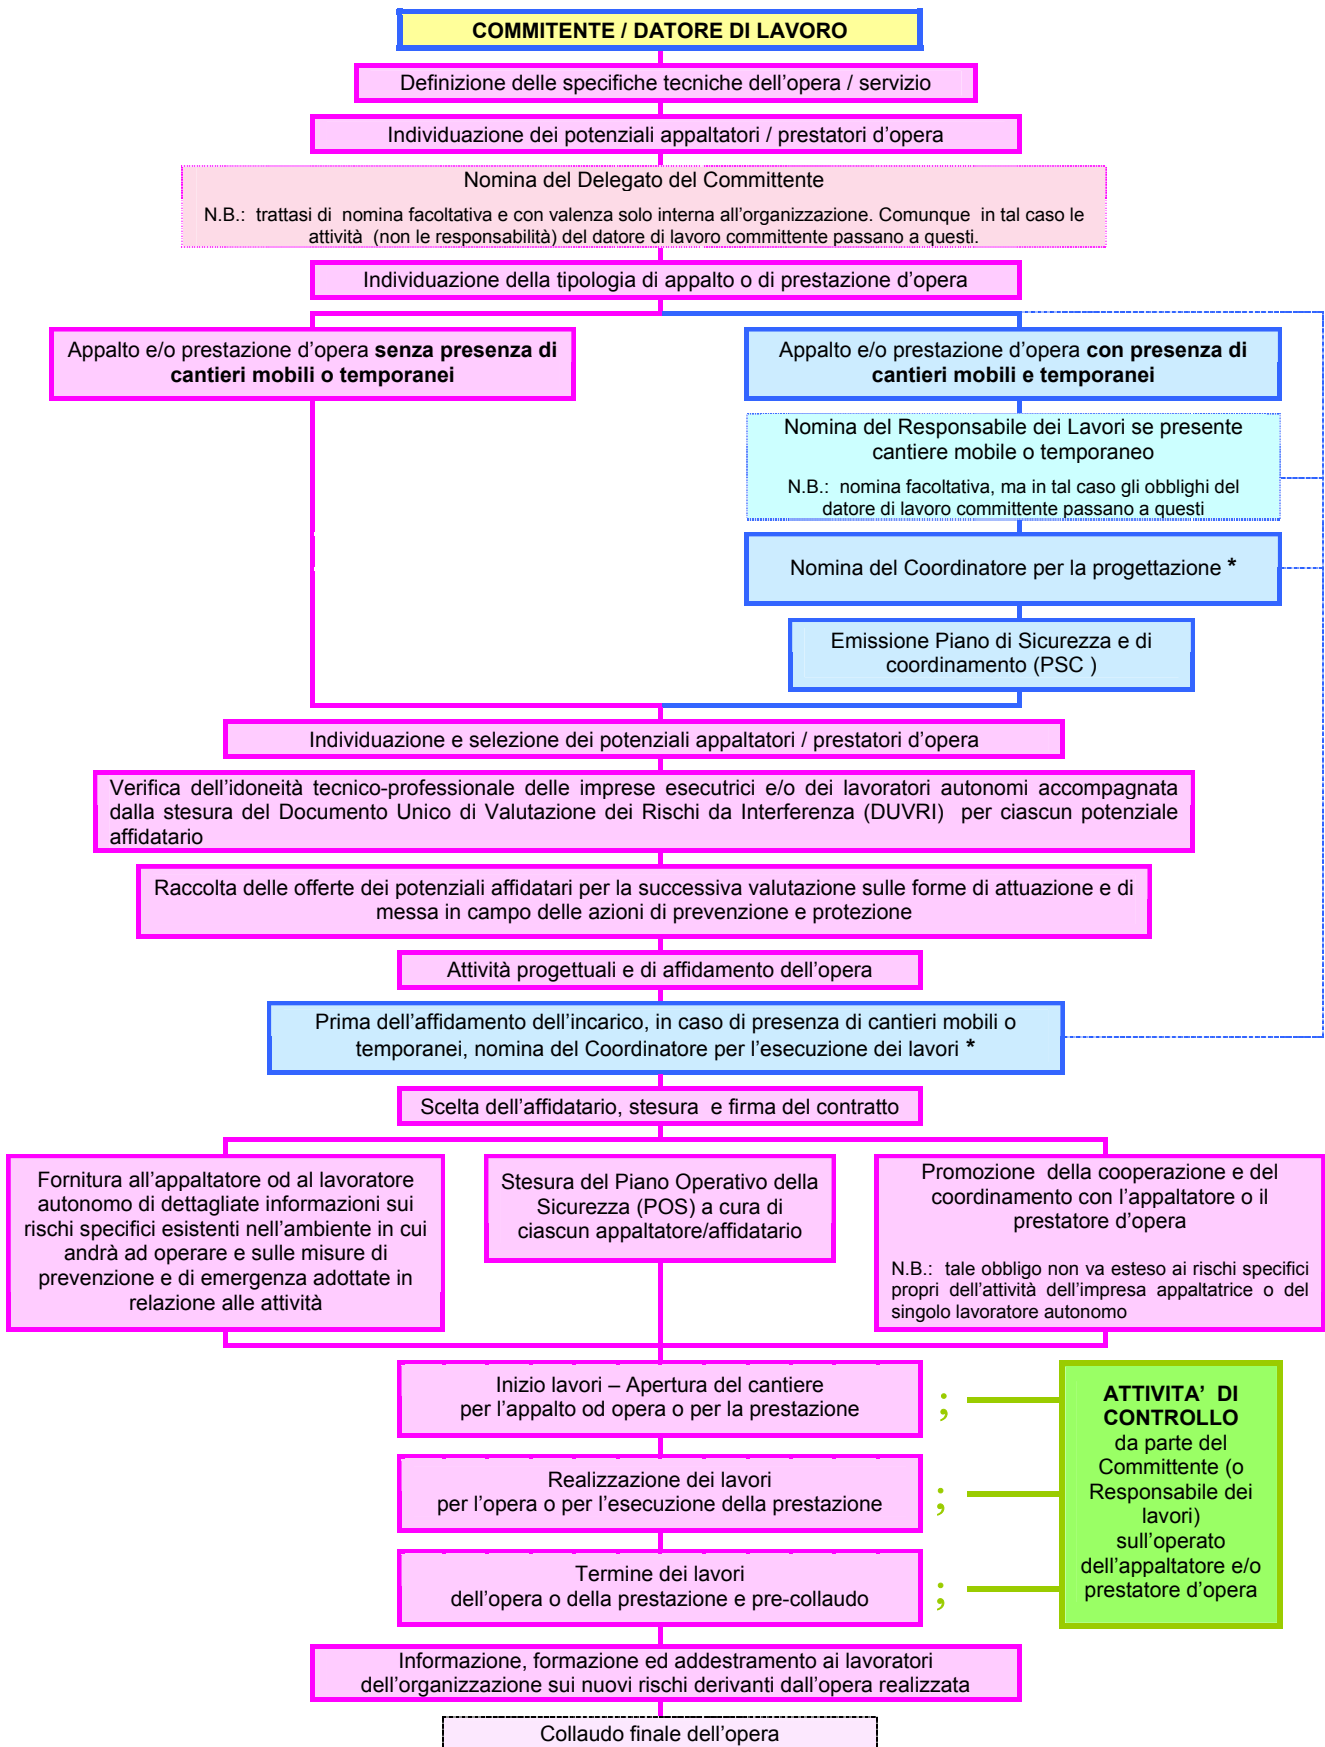 COMMITENTE / DATORE DI LAVORO
Definizione delle specifiche tecniche dell’opera / servizio
Individuazione dei potenziali appaltatori / prestatori d’opera
Nomina del Delegato del Committente
N.B.: trattasi di nomina facoltativa e con valenza solo interna all’organizzazione. Comunque in tal caso le
attività (non le responsabilità) del datore di lavoro committente passano a questi.
Individuazione della tipologia di appalto o di prestazione d’opera
Appalto e/o prestazione d’opera senza presenza di
cantieri mobili o temporanei
Appalto e/o prestazione d’opera con presenza di
cantieri mobili e temporanei
Nomina del Responsabile dei Lavori se presente
cantiere mobile o temporaneo
N.B.: nomina facoltativa, ma in tal caso gli obblighi del
datore di lavoro committente passano a questi
Nomina del Coordinatore per la progettazione *
Emissione Piano di Sicurezza e di
coordinamento (PSC )
Individuazione e selezione dei potenziali appaltatori / prestatori d’opera
Verifica dell’idoneità tecnico-professionale delle imprese esecutrici e/o dei lavoratori autonomi accompagnata
dalla stesura del Documento Unico di Valutazione dei Rischi da Interferenza (DUVRI) per ciascun potenziale
affidatario
Raccolta delle offerte dei potenziali affidatari per la successiva valutazione sulle forme di attuazione e di
messa in campo delle azioni di prevenzione e protezione
Attività progettuali e di affidamento dell’opera
Prima dell’affidamento dell’incarico, in caso di presenza di cantieri mobili o
temporanei, nomina del Coordinatore per l’esecuzione dei lavori *
Scelta dell’affidatario, stesura e firma del contratto
Fornitura all’appaltatore od al lavoratore
autonomo di dettagliate informazioni sui
rischi specifici esistenti nell’ambiente in cui
andrà ad operare e sulle misure di
prevenzione e di emergenza adottate in
relazione alle attività
Stesura del Piano Operativo della
Sicurezza (POS) a cura di
ciascun appaltatore/affidatario
Promozione della cooperazione e del
coordinamento con l’appaltatore o il
prestatore d’opera
N.B.: tale obbligo non va esteso ai rischi specifici
propri dell’attività dell’impresa appaltatrice o del
singolo lavoratore autonomo
Inizio lavori – Apertura del cantiere
per l’appalto od opera o per la prestazione
;
Realizzazione dei lavori
per l’opera o per l’esecuzione della prestazione
;
Termine dei lavori
dell’opera o della prestazione e pre-collaudo
;
ATTIVITA’ DI
CONTROLLO
da parte del
Committente (o
Responsabile dei
lavori)
sull’operato
dell’appaltatore e/o
prestatore d’opera
Informazione, formazione ed addestramento ai lavoratori
dell’organizzazione sui nuovi rischi derivanti dall’opera realizzata
Collaudo finale dell’opera